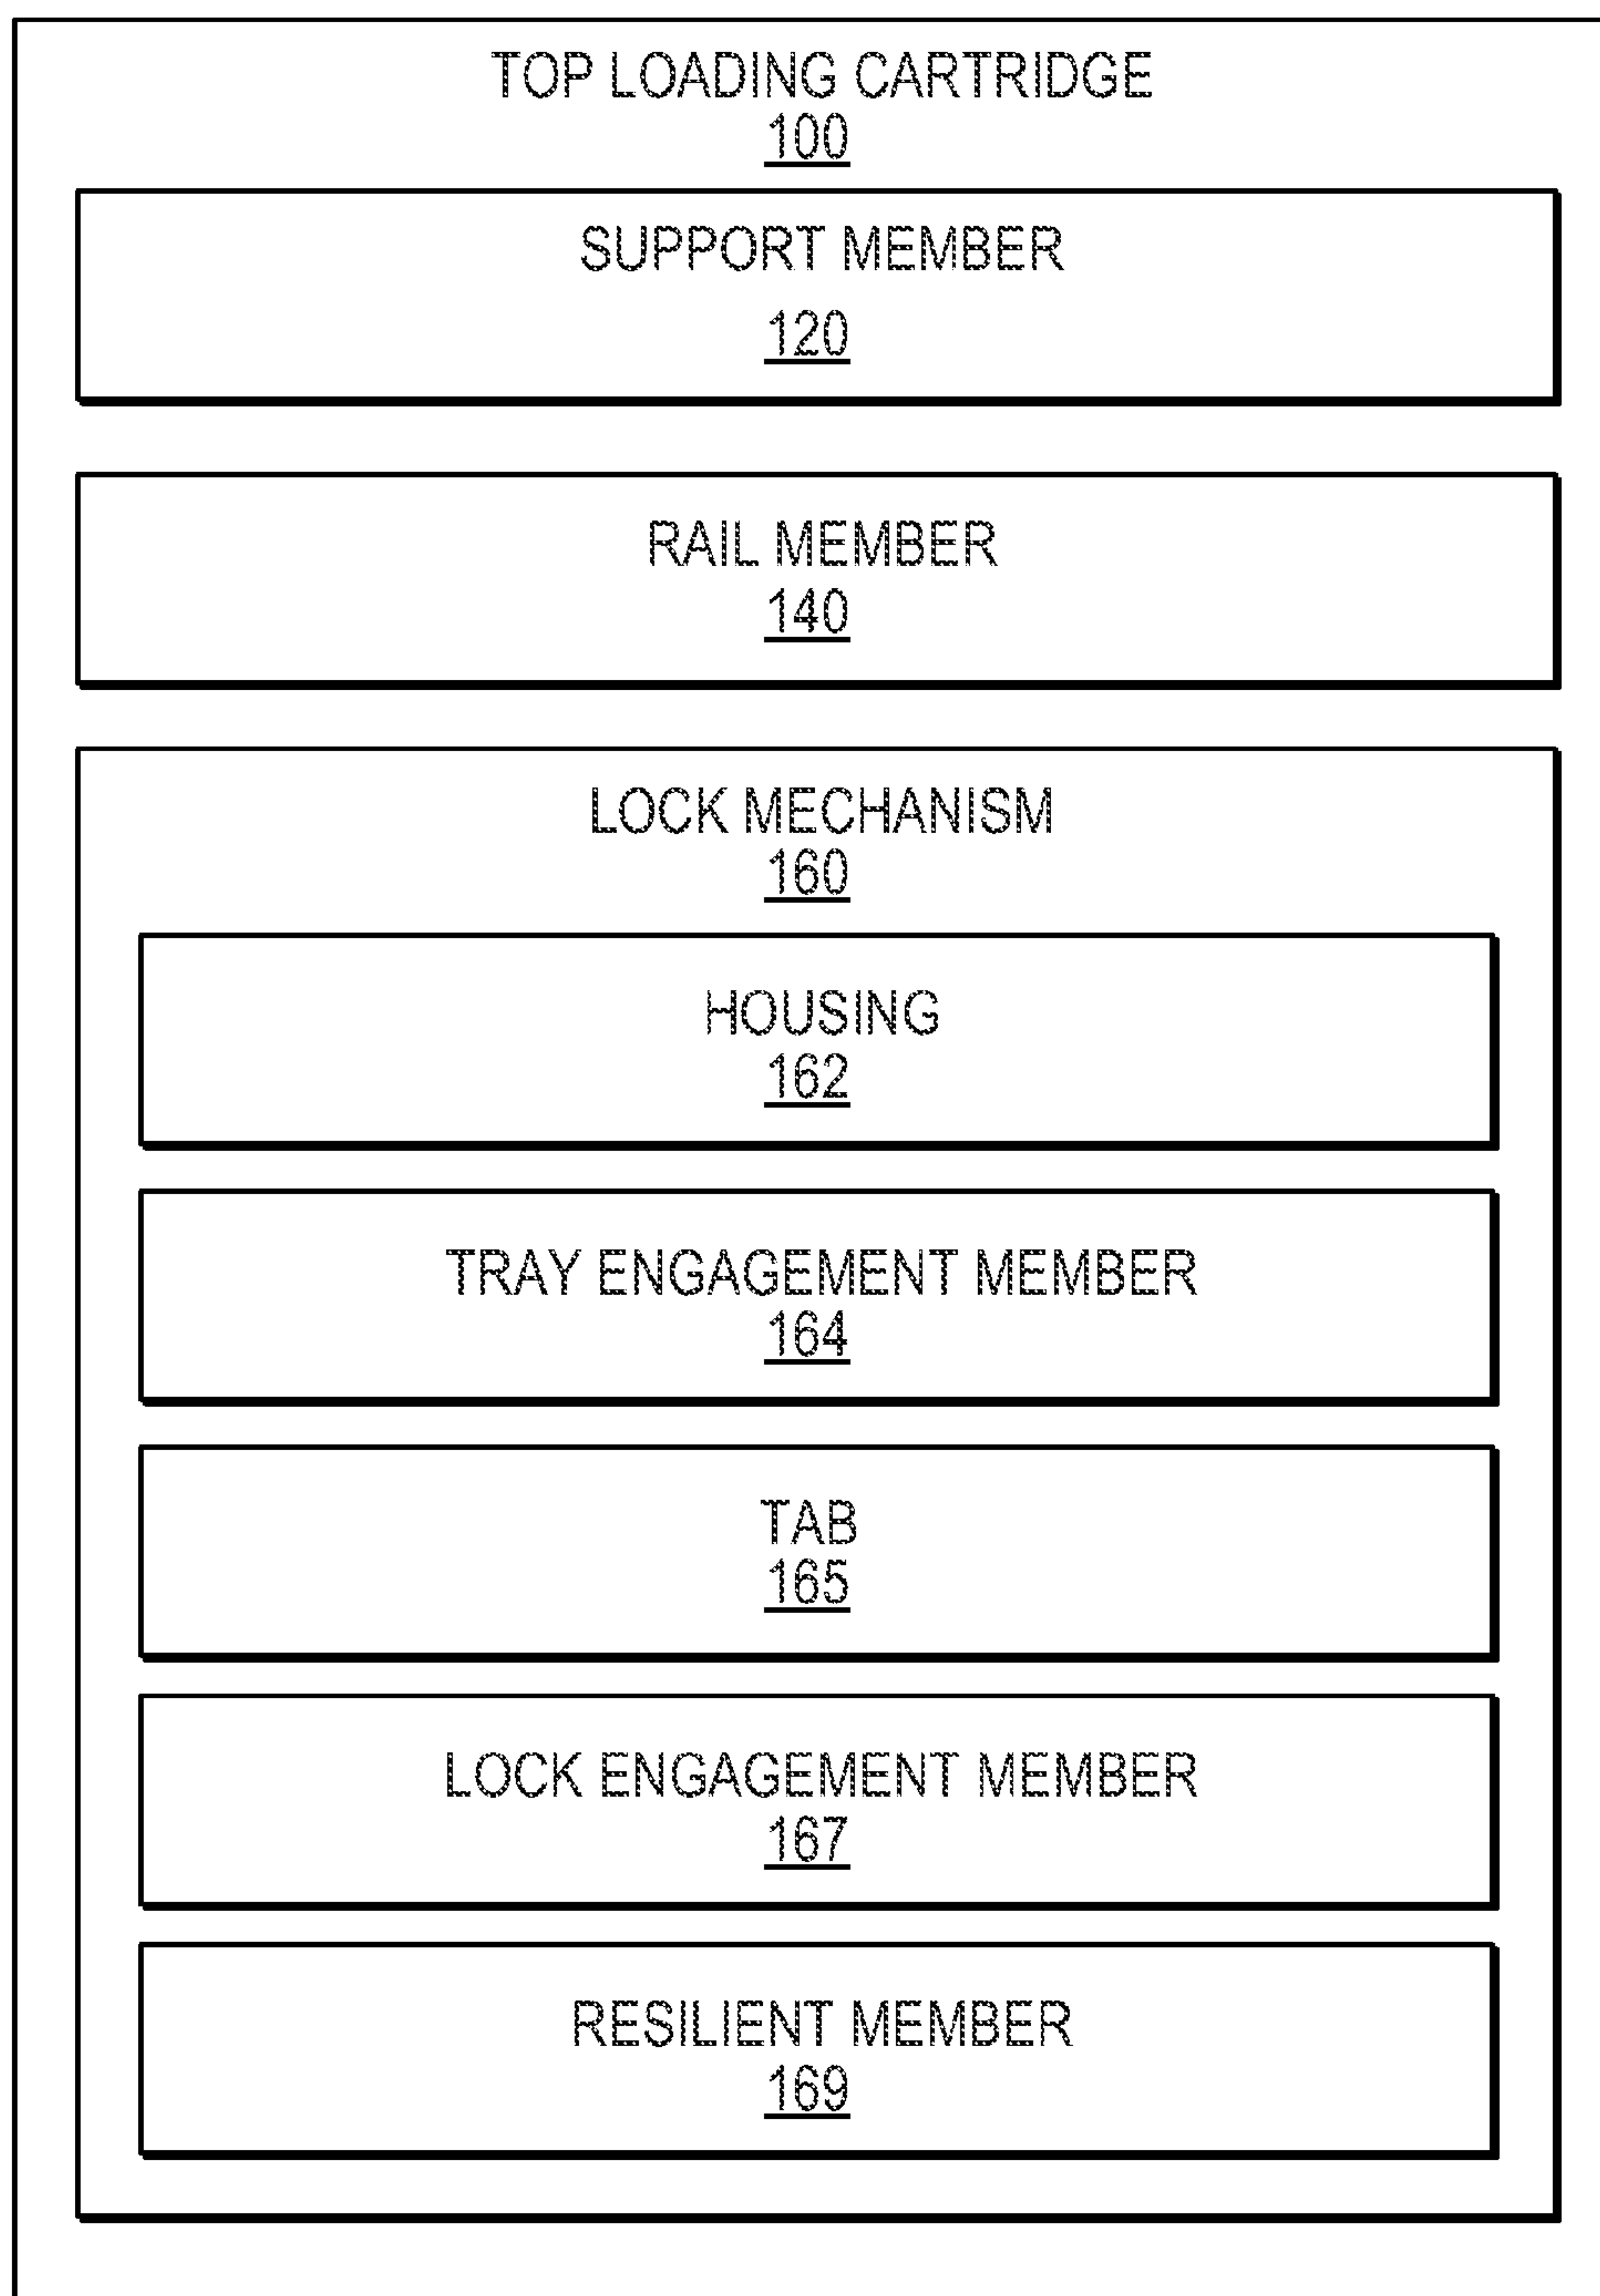 TOP LOADING CARTRIDGE
100
SUPPORT MEMBER
120
RAIL MEMBER
140
LOCK MECHANISM
160
HOUSING
162
TRAY ENGAGEMENT MEMBER
164
TAB
165
LOCK ENGAGEMENT MEMBER
167
RESILIENT MEMBER
169